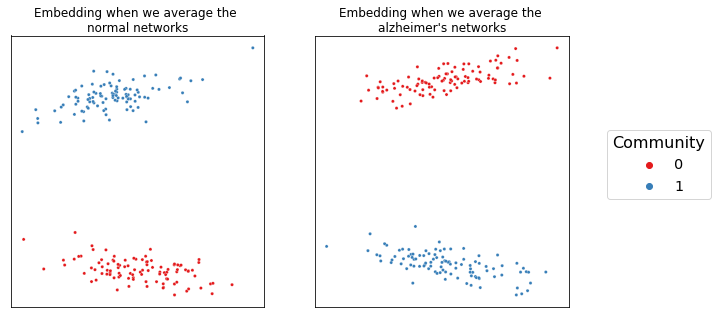 Embedding when we average the
normal networks
Embedding when we average the
alzheimer's networks
Community
0
1